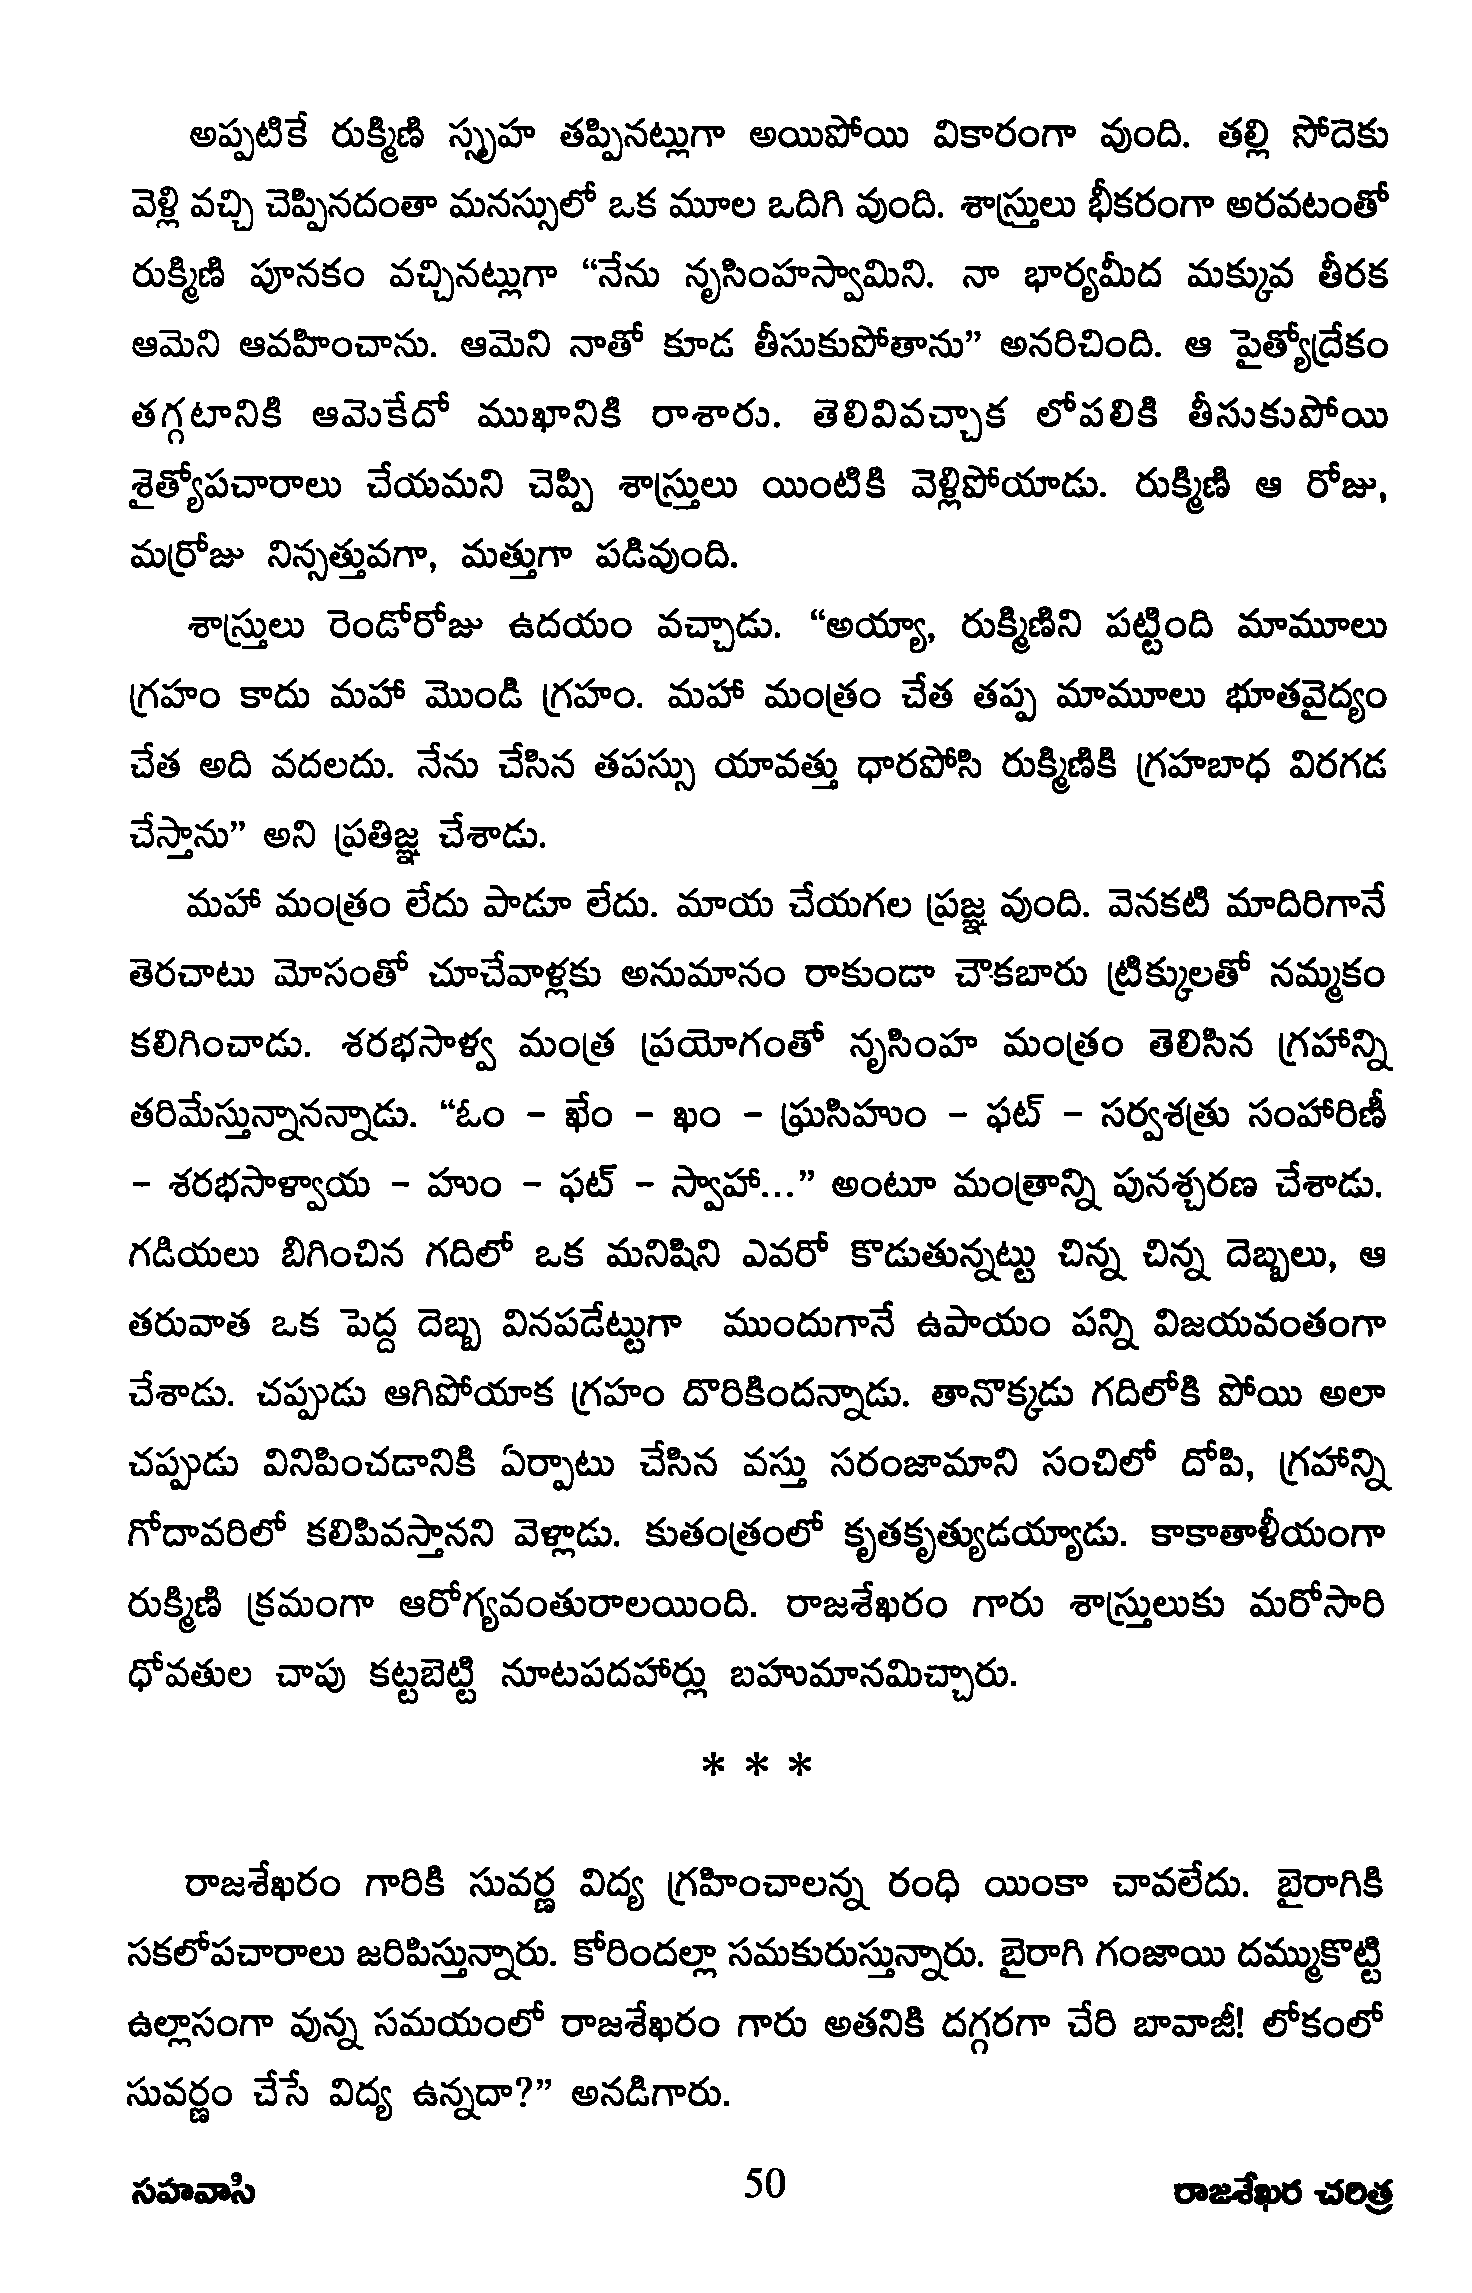 అప్పటికే రుక్మిణి స్పృహ తప్పినట్లుగా అయిపోయి వికారంగా వుంది. తల్లి సోదెకు
వెళ్లి వచ్చి చెప్పినదంతా మనస్సులో ఒక మూల ఒదిగి వుంది. శాస్త్రులు భీకరంగా అరవటంతో
రుక్మిణి పూనకం వచ్చినట్లుగా “నేను నృసింహస్వామిని. నా భార్యమీద మక్కువ తీరక
ఆమెని ఆవహించాను. ఆమెని నాతో కూడ తీసుకుపోతాను” అనరిచింది. ఆ పైత్యోద్రేకం
తగ్గటానికి ఆమెకేదో ముఖానికి రాశారు. తెలివివచ్చాక లోపలికి తీసుకుపోయి
శైత్యోపచారాలు చేయమని చెప్పి శాస్త్రులు యింటికి వెళ్లిపోయాడు. రుక్మిణి ఆ రోజు,
మర్రోజు నిస్సత్తువగా, మత్తుగా పడివుంది.
శాస్త్రులు రెండోరోజు ఉదయం వచ్చాడు. “అయ్యా, రుక్మిణిని పట్టింది మామూలు
గ్రహం కాదు మహా మొండి గ్రహం. మహా మంత్రం చేత తప్ప మామూలు భూతవైద్యం
చేత అది వదలదు. నేను చేసిన తపస్సు యావత్తు ధారపోసి రుక్మిణికి గ్రహబాధ విరగడ
చేస్తాను” అని ప్రతిజ్ఞ చేశాడు.
మహా మంత్రం లేదు పాడూ లేదు. మాయ చేయగల ప్రజ్ఞ వుంది. వెనకటి మాదిరిగానే
తెరచాటు మోసంతో చూచేవాళ్లకు అనుమానం రాకుండా చౌకబారు ట్రిక్కులతో నమ్మకం
కలిగించాడు. శరభసాళ్వ మంత్ర ప్రయోగంతో నృసింహ మంత్రం తెలిసిన గ్రహాన్ని
తరిమేస్తున్నానన్నాడు. “ఓం – ఖేం – ఖం – ఘ్రసిహుం – ఫట్ – సర్వశత్రు సంహారిణీ
– శరభసాళ్వాయ – హుం – ఫట్ – స్వాహా...” అంటూ మంత్రాన్ని పునశ్చరణ చేశాడు.
గడియలు బిగించిన గదిలో ఒక మనిషిని ఎవరో కొడుతున్నట్టు చిన్న చిన్న దెబ్బలు, ఆ
తరువాత ఒక పెద్ద దెబ్బ వినపడేట్టుగా ముందుగానే ఉపాయం పన్ని విజయవంతంగా
చేశాడు. చప్పుడు ఆగిపోయాక గ్రహం దొరికిందన్నాడు. తానొక్కడు గదిలోకి పోయి అలా
చప్పుడు వినిపించడానికి ఏర్పాటు చేసిన వస్తు సరంజామాని సంచిలో దోపి, గ్రహాన్ని
గోదావరిలో కలిపివస్తానని వెళ్లాడు. కుతంత్రంలో కృతకృత్యుడయ్యాడు. కాకాతాళీయంగా
రుక్మిణి క్రమంగా ఆరోగ్యవంతురాలయింది. రాజశేఖరం గారు శాస్త్రులుకు మరోసారి
ధోవతుల చాపు కట్టబెట్టి నూటపదహార్లు బహుమానమిచ్చారు.
* * *
రాజశేఖరం గారికి సువర్ణ విద్య గ్రహించాలన్న రంధి యింకా చావలేదు. బైరాగికి
సకలోపచారాలు జరిపిస్తున్నారు. కోరిందల్లా సమకురుస్తున్నారు. బైరాగి గంజాయి దమ్ముకొట్టి
ఉల్లాసంగా వున్న సమయంలో రాజశేఖరం గారు అతనికి దగ్గరగా చేరి బావాజీ! లోకంలో
సువర్ణం చేసే విద్య ఉన్నదా?” అనడిగారు.
సహవాసి 50 రాజశేఖర చరిత్ర